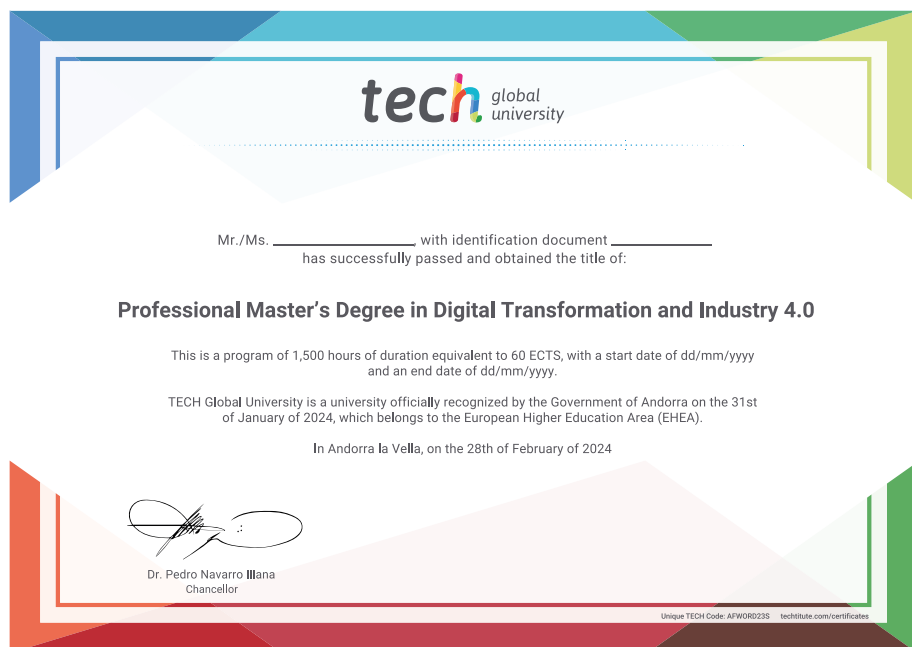 tech global university
Mr./Ms. ____________________, with identification document ______________
has successfully passed and obtained the title of:
Professional Master’s Degree in Digital Transformation and Industry 4.0
This is a program of 1,500 hours of duration equivalent to 60 ECTS, with a start date of dd/mm/yyyy
and an end date of dd/mm/yyyy.
TECH Global University is a university officially recognized by the Government of Andorra on the 31st
of January of 2024, which belongs to the European Higher Education Area (EHEA).
In Andorra la Vella, on the 28th of February of 2024
Dr. Pedro Navarro Illana
Chancellor
Unique TECH Code: AFWORD23S techtitute.com/certificates